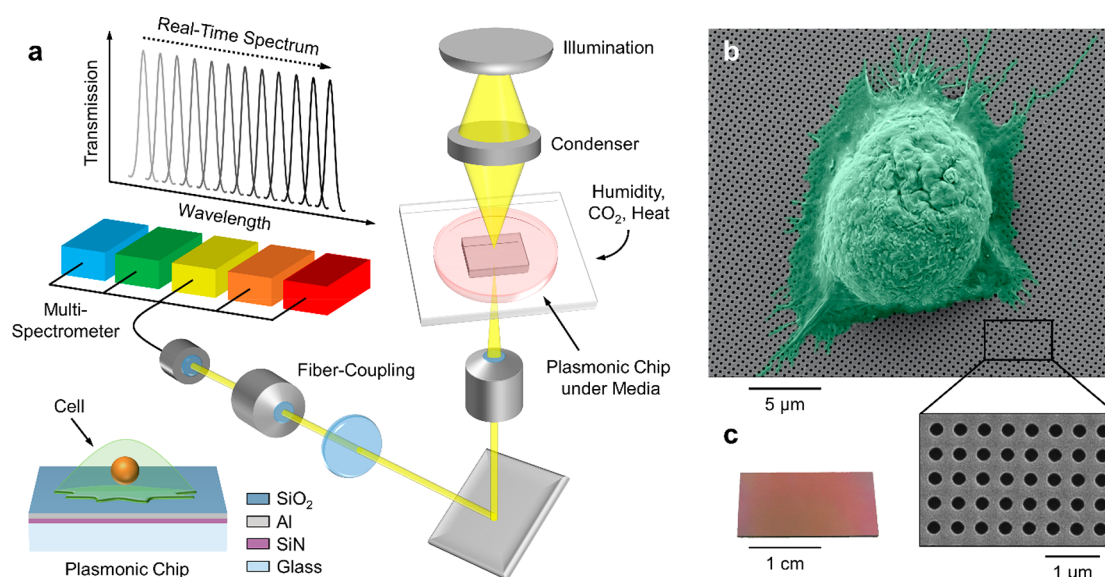 a
Real-Time Spectrum
Transmission
Wavelength
Illumination
Condenser
Humidity,
CO₂, Heat
Multi-
Spectrometer
Fiber-Coupling
Plasmonic Chip
under Media
Cell
SiO₂
Al
SiN
Glass
Plasmonic Chip
b
5 µm
c
1 cm
1 µm